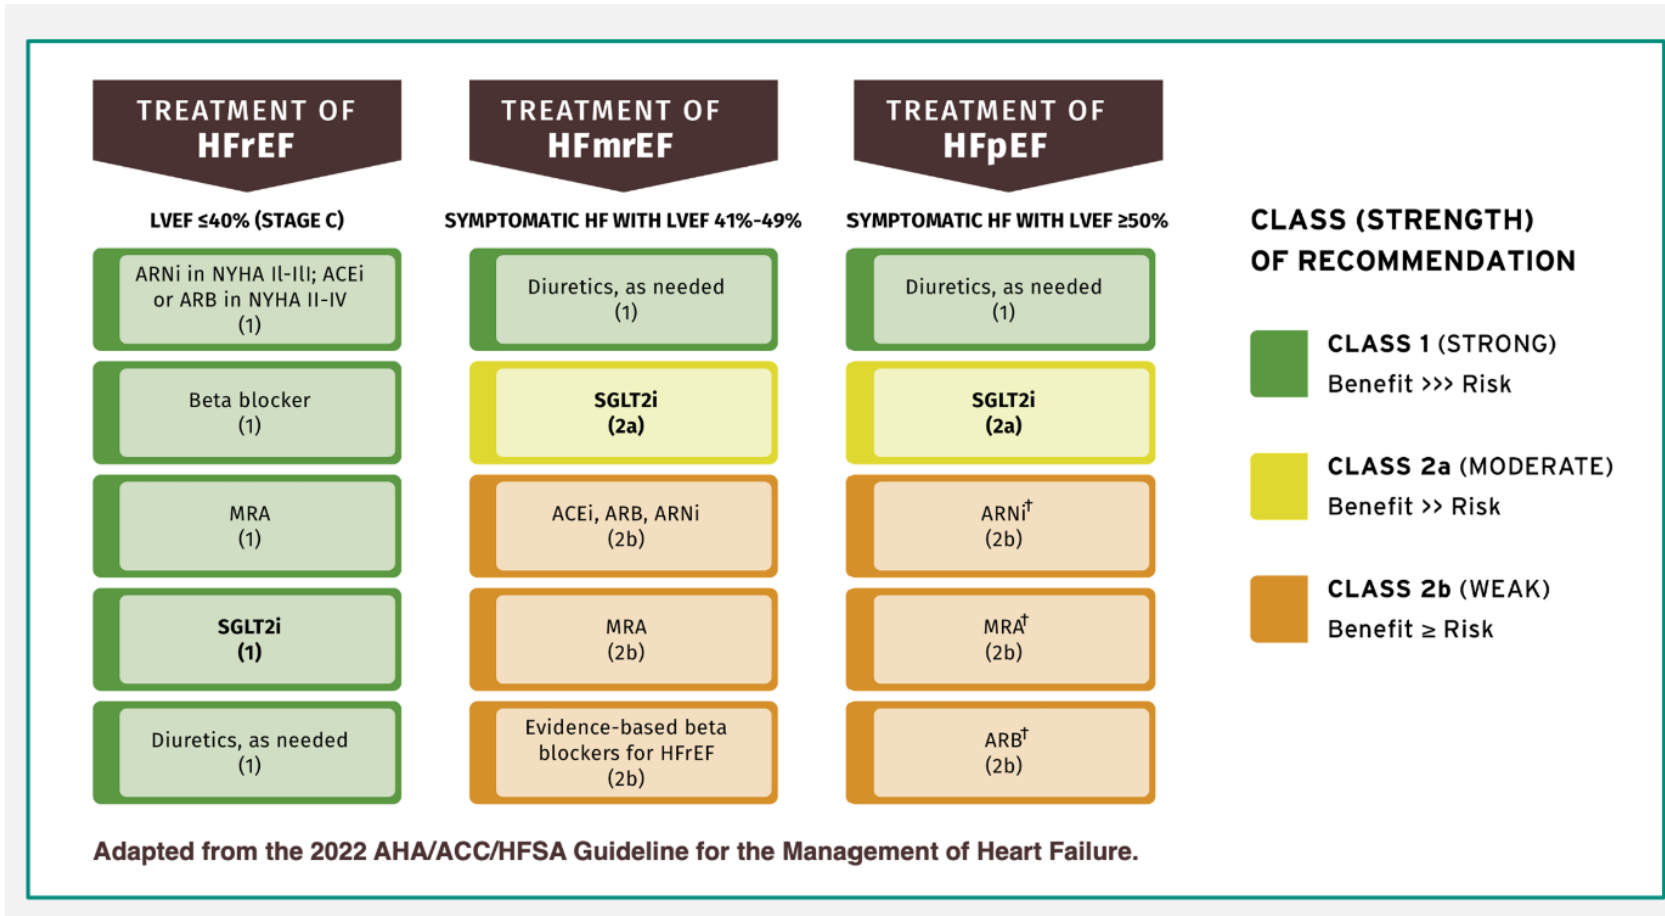 TREATMENT OF
HFrEF
LVEF ≤40% (STAGE C)
ARNi in NYHA Il-IlI; ACEi
or ARB in NYHA II-IV
(1)
Beta blocker
(1)
MRA
(1)
SGLT2i
(1)
Diuretics, as needed
(1)
TREATMENT OF
HFmrEF
SYMPTOMATIC HF WITH LVEF 41%-49%
Diuretics, as needed
(1)
SGLT2i
(2a)
ACEi, ARB, ARNi
(2b)
MRA
(2b)
Evidence-based beta
blockers for HFrEF
(2b)
TREATMENT OF
HFpEF
SYMPTOMATIC HF WITH LVEF ≥50%
Diuretics, as needed
(1)
SGLT2i
(2a)
ARNi†
(2b)
MRA†
(2b)
ARB†
(2b)
CLASS (STRENGTH)
OF RECOMMENDATION
CLASS 1 (STRONG)
Benefit >>> Risk
CLASS 2a (MODERATE)
Benefit >> Risk
CLASS 2b (WEAK)
Benefit ≥ Risk
Adapted from the 2022 AHA/ACC/HFSA Guideline for the Management of Heart Failure.